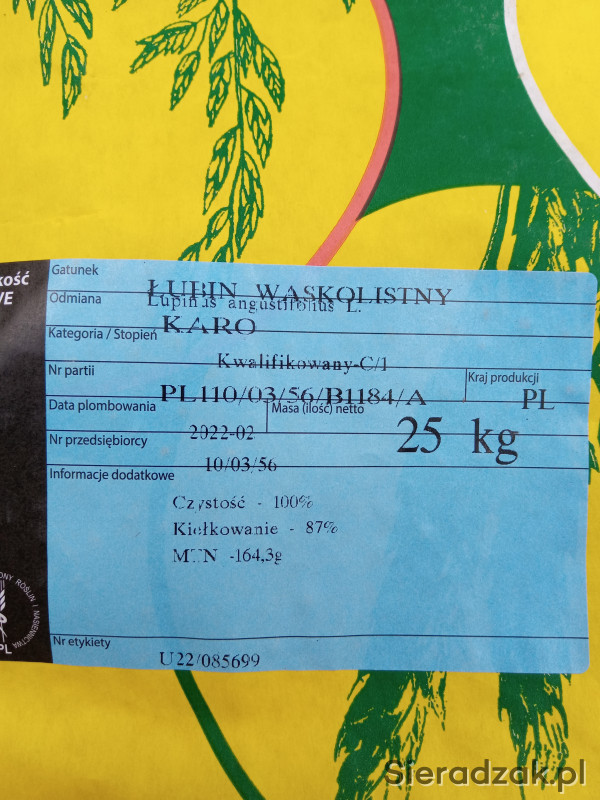 kość
WE
Gatunek
ŁUBIN WĄSKOLISTNY
Lupinus angustifolius L.
Odmiana
KARO
Kategoria / Stopień
Kwalifikowany-C/1
Nr partii
PL110/03/56/B1184/A
Kraj produkcji
PL
Data plombowania
2022-02
Masa (ilość) netto
25 kg
Nr przedsiębiorcy
10/03/56
Informacje dodatkowe
Czystość - 100%
Kiełkowanie - 87%
MTN -164,3g
ROŚLIN I NASIENNICTWA
PL
Nr etykiety
U22/085699
Sieradzak.pl